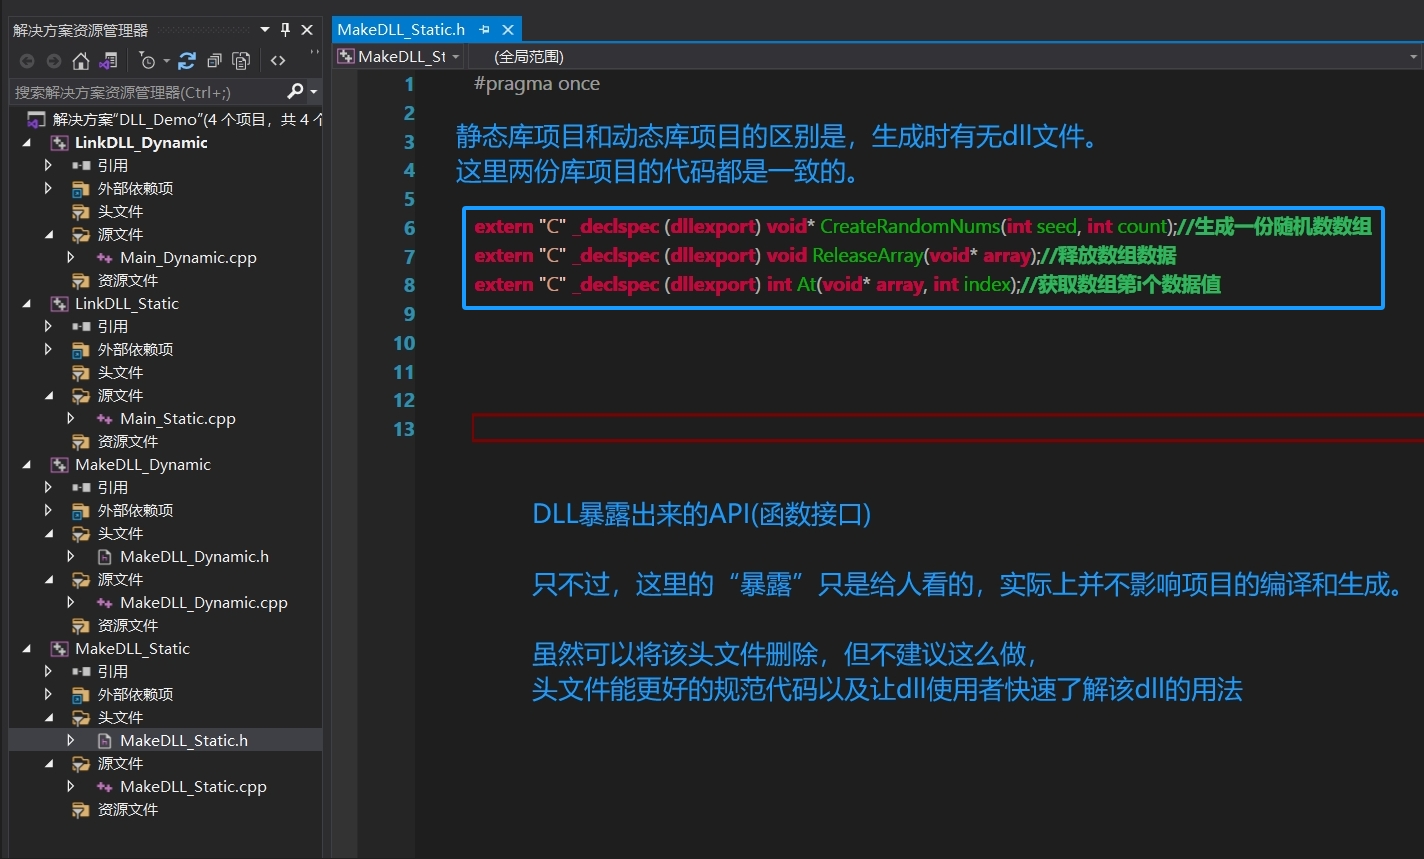 解决方案资源管理器
搜索解决方案资源管理器(Ctrl+;)
解决方案"DLL_Demo"(4 个项目，共 4 个
LinkDLL_Dynamic
引用
外部依赖项
头文件
源文件
Main_Dynamic.cpp
资源文件
LinkDLL_Static
引用
外部依赖项
头文件
源文件
Main_Static.cpp
资源文件
MakeDLL_Dynamic
引用
外部依赖项
头文件
MakeDLL_Dynamic.h
源文件
MakeDLL_Dynamic.cpp
资源文件
MakeDLL_Static
引用
外部依赖项
头文件
MakeDLL_Static.h
源文件
MakeDLL_Static.cpp
资源文件
MakeDLL_Static.h
MakeDLL_St
(全局范围)
1 #pragma once
2
3 静态库项目和动态库项目的区别是，生成时有无dll文件。
4 这里两份库项目的代码都是一致的。
5
6 extern "C" _declspec (dllexport) void* CreateRandomNums(int seed, int count);//生成一份随机数数组
7 extern "C" _declspec (dllexport) void ReleaseArray(void* array);//释放数组数据
8 extern "C" _declspec (dllexport) int At(void* array, int index);//获取数组第i个数据值
9
10
11
12
13
DLL暴露出来的API(函数接口)
只不过，这里的“暴露”只是给人看的，实际上并不影响项目的编译和生成。
虽然可以将该头文件删除，但不建议这么做，
头文件能更好的规范代码以及让dll使用者快速了解该dll的用法